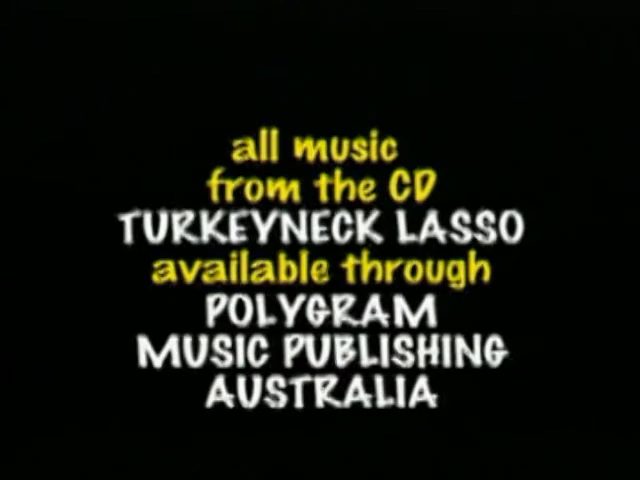 all music
from the CD
TURKEYNECK LASSO
available through
POLYGRAM
MUSIC PUBLISHING
AUSTRALIA